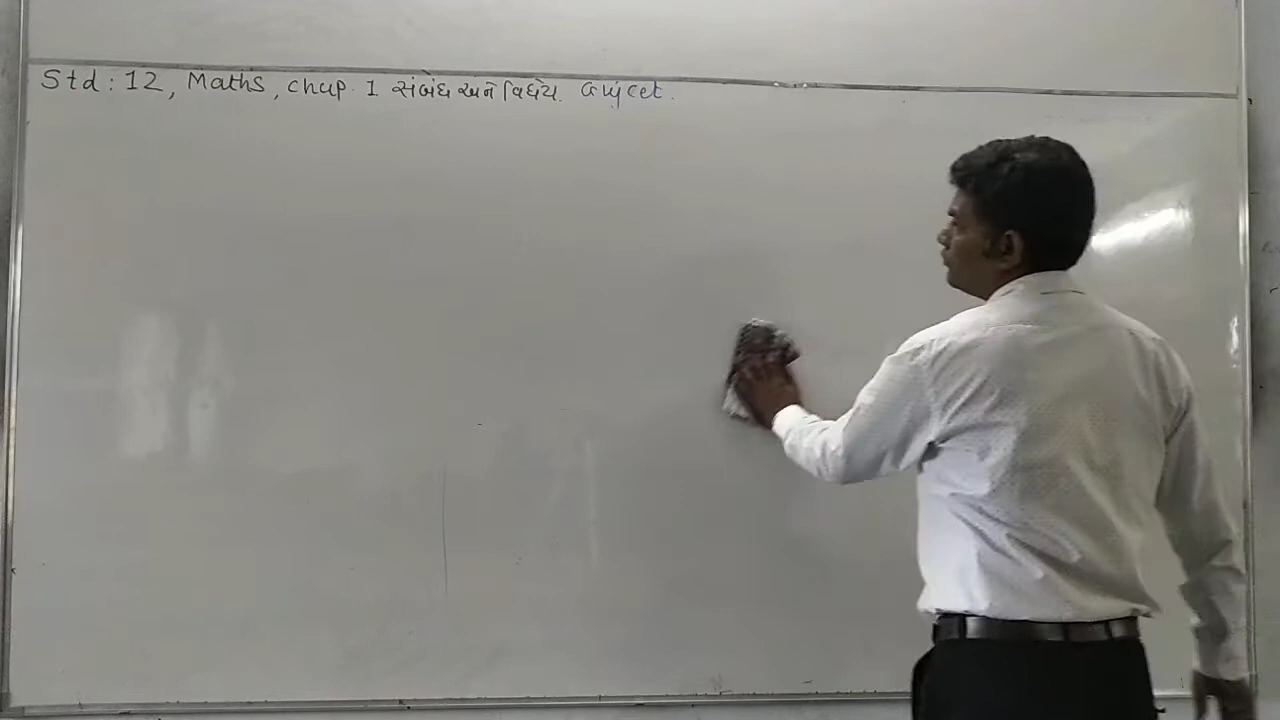 Std : 12, Maths, chap. 1 સંબંધ અને વિધેય. Gujcet.